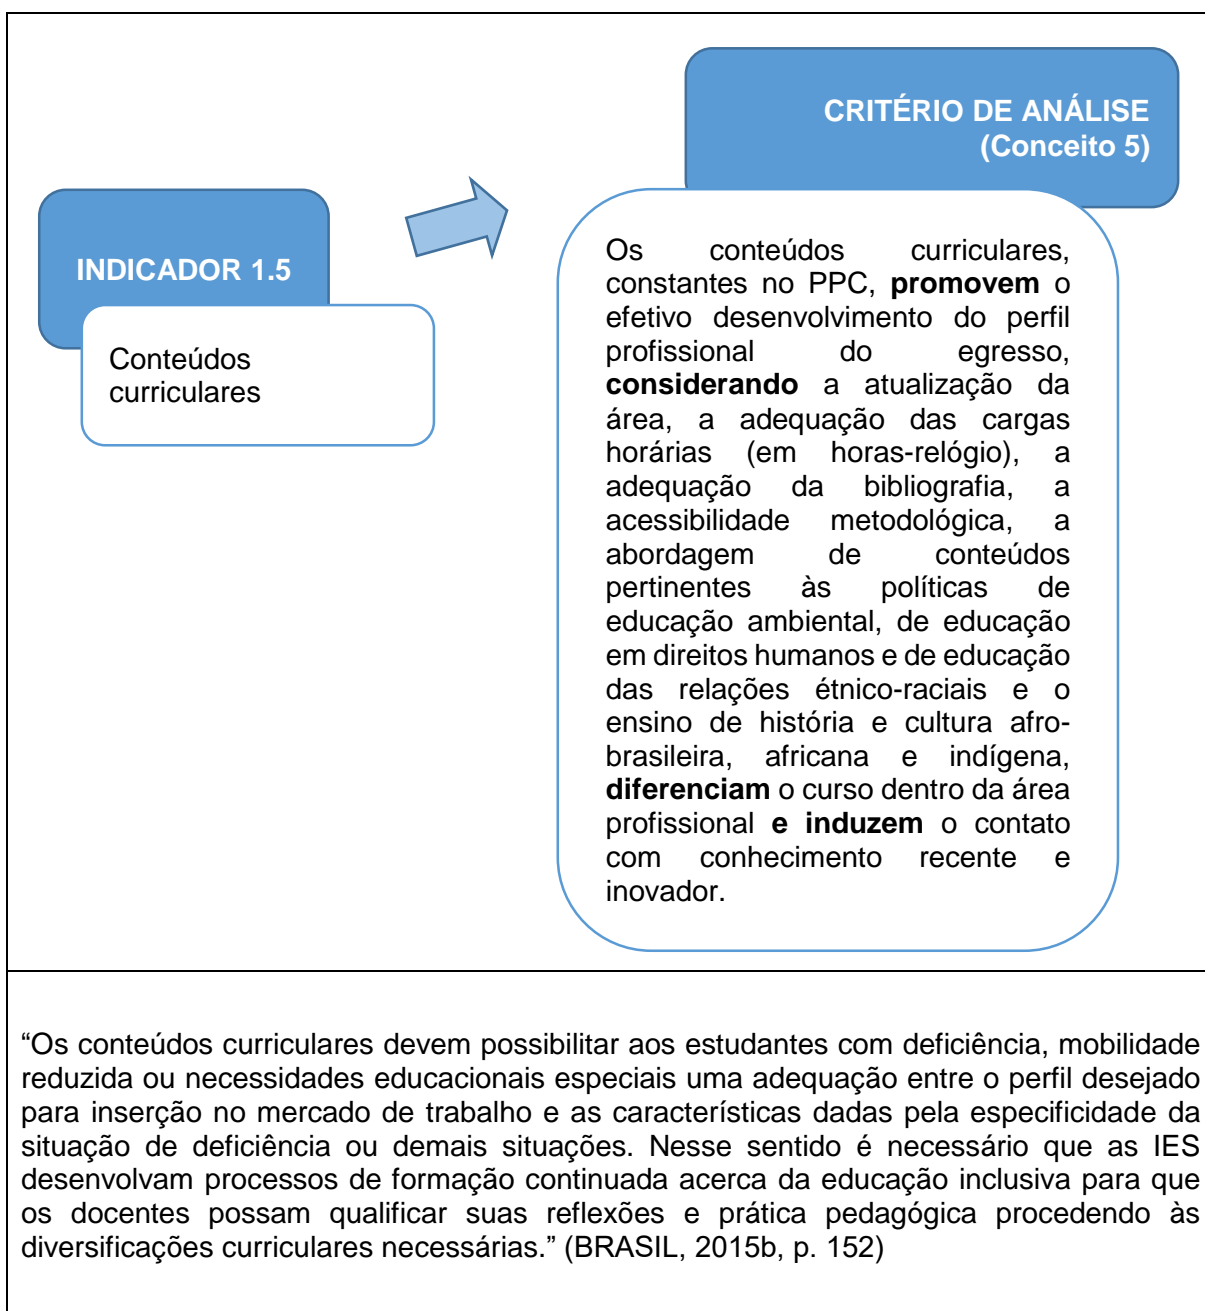 INDICADOR 1.5
Conteúdos
curriculares
CRITÉRIO DE ANÁLISE
(Conceito 5)
Os conteúdos curriculares,
constantes no PPC, promovem o
efetivo desenvolvimento do perfil
profissional do egresso,
considerando a atualização da
área, a adequação das cargas
horárias (em horas-relógio), a
adequação da bibliografia, a
acessibilidade metodológica, a
abordagem de conteúdos
pertinentes às políticas de
educação ambiental, de educação
em direitos humanos e de educação
das relações étnico-raciais e o
ensino de história e cultura afro-
brasileira, africana e indígena,
diferenciam o curso dentro da área
profissional e induzem o contato
com conhecimento recente e
inovador.
“Os conteúdos curriculares devem possibilitar aos estudantes com deficiência, mobilidade
reduzida ou necessidades educacionais especiais uma adequação entre o perfil desejado
para inserção no mercado de trabalho e as características dadas pela especificidade da
situação de deficiência ou demais situações. Nesse sentido é necessário que as IES
desenvolvam processos de formação continuada acerca da educação inclusiva para que
os docentes possam qualificar suas reflexões e prática pedagógica procedendo às
diversificações curriculares necessárias.” (BRASIL, 2015b, p. 152)